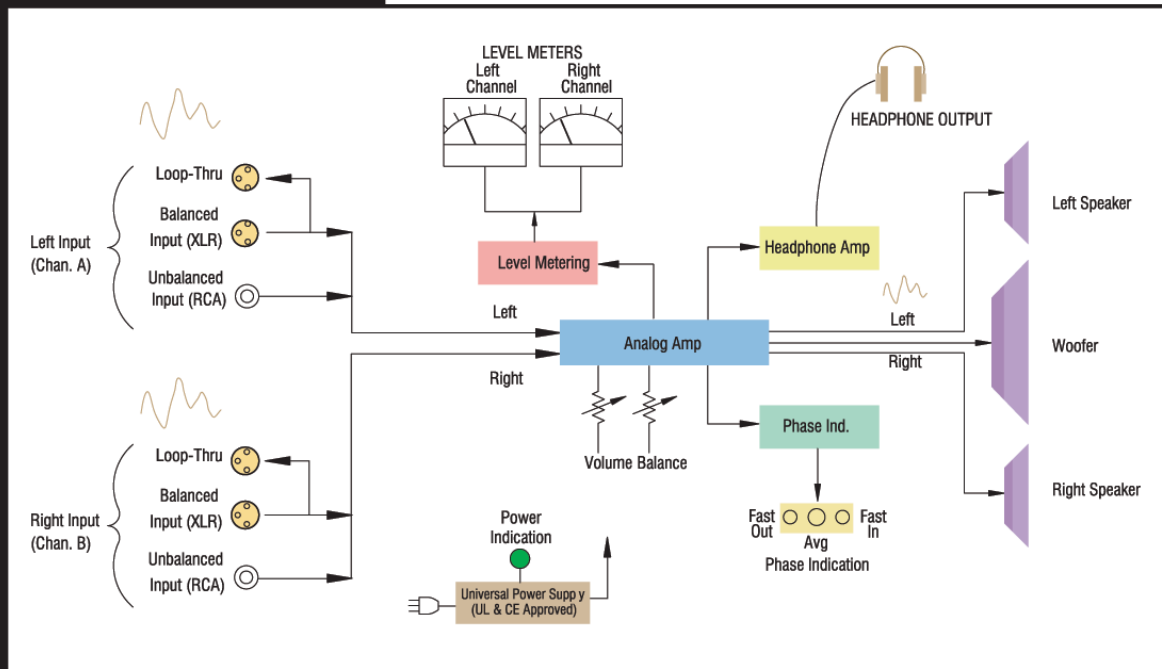 LEVEL METERS
Left
Channel
Right
Channel
HEADPHONE OUTPUT
Loop-Thru
Balanced
Input (XLR)
Unbalanced
Input (RCA)
Left Input
(Chan. A)
Level Metering
Headphone Amp
Left Speaker
Left
Left
Analog Amp
Woofer
Right
Right
Volume Balance
Phase Ind.
Loop-Thru
Balanced
Input (XLR)
Unbalanced
Input (RCA)
Right Input
(Chan. B)
Right Speaker
Fast
Out
Avg
Fast
In
Phase Indication
Power
Indication
Universal Power Supp y
(UL & CE Approved)